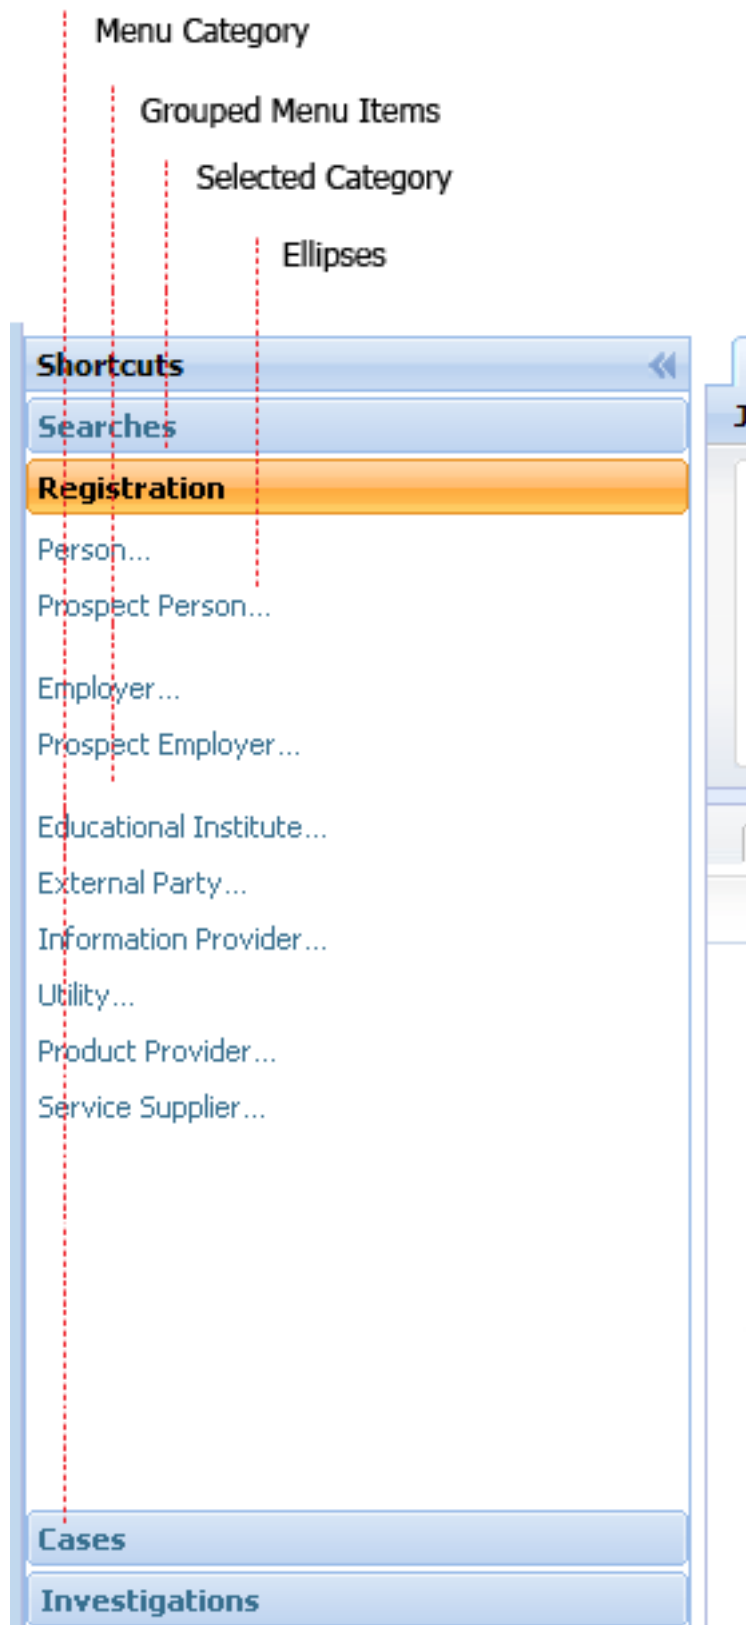 Menu Category
Grouped Menu Items
Selected Category
Ellipses
Shortcuts
Searches
Registration
Person...
Prospect Person...
Employer...
Prospect Employer...
Educational Institute...
External Party...
Information Provider...
Utility...
Product Provider...
Service Supplier...
Cases
Investigations